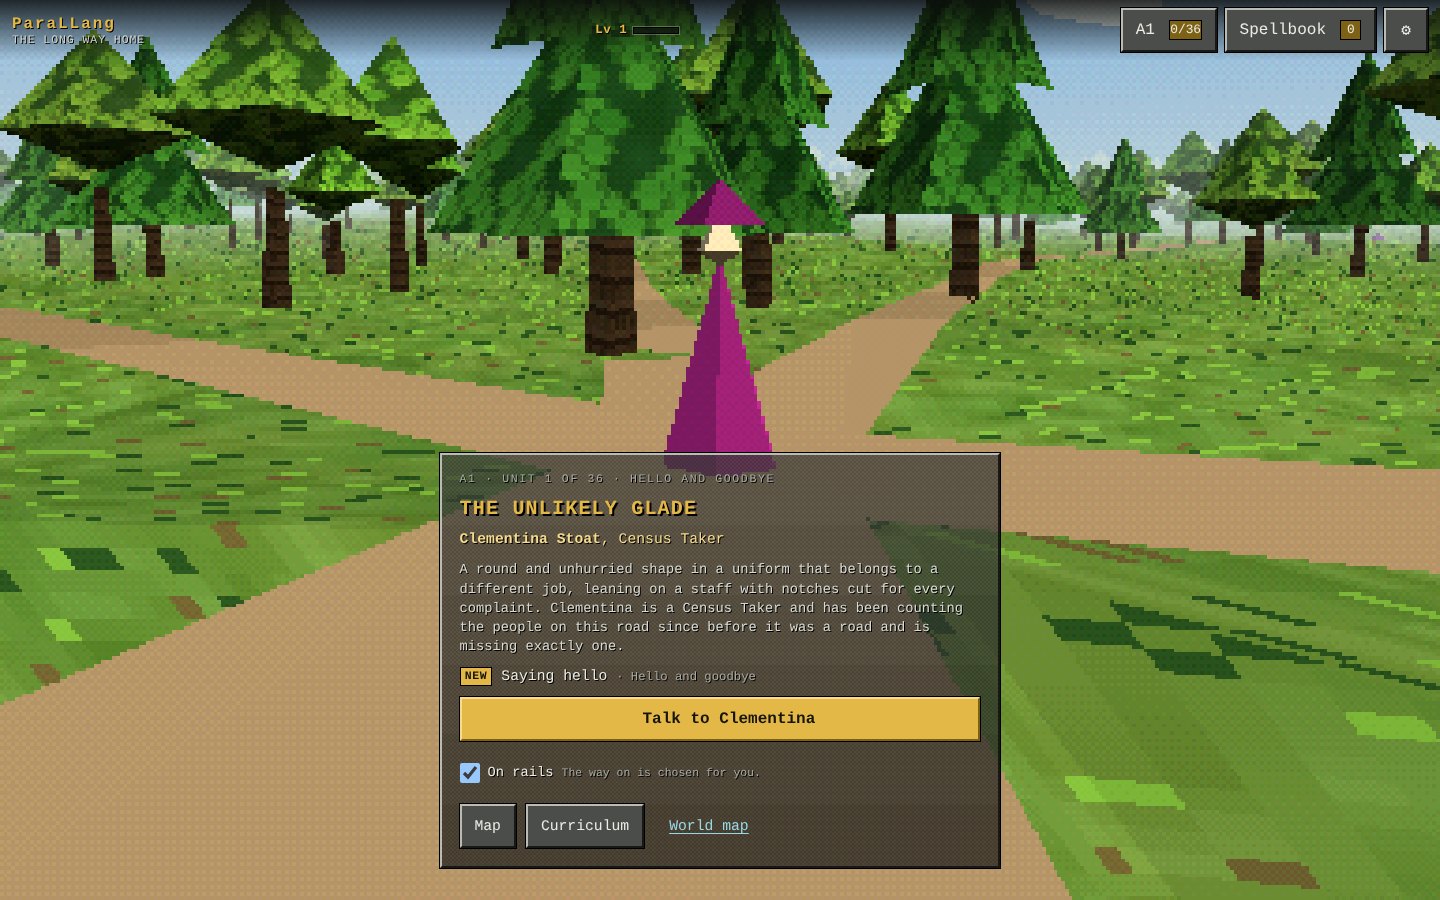 ParaLLang
THE LONG WAY HOME
Lv 1
A1 0/36
Spellbook 0
⚙
A1 · UNIT 1 OF 36 · HELLO AND GOODBYE
THE UNLIKELY GLADE
Clementina Stoat, Census Taker
A round and unhurried shape in a uniform that belongs to a
different job, leaning on a staff with notches cut for every
complaint. Clementina is a Census Taker and has been counting
the people on this road since before it was a road and is
missing exactly one.
NEW Saying hello · Hello and goodbye
Talk to Clementina
On rails The way on is chosen for you.
Map Curriculum World map